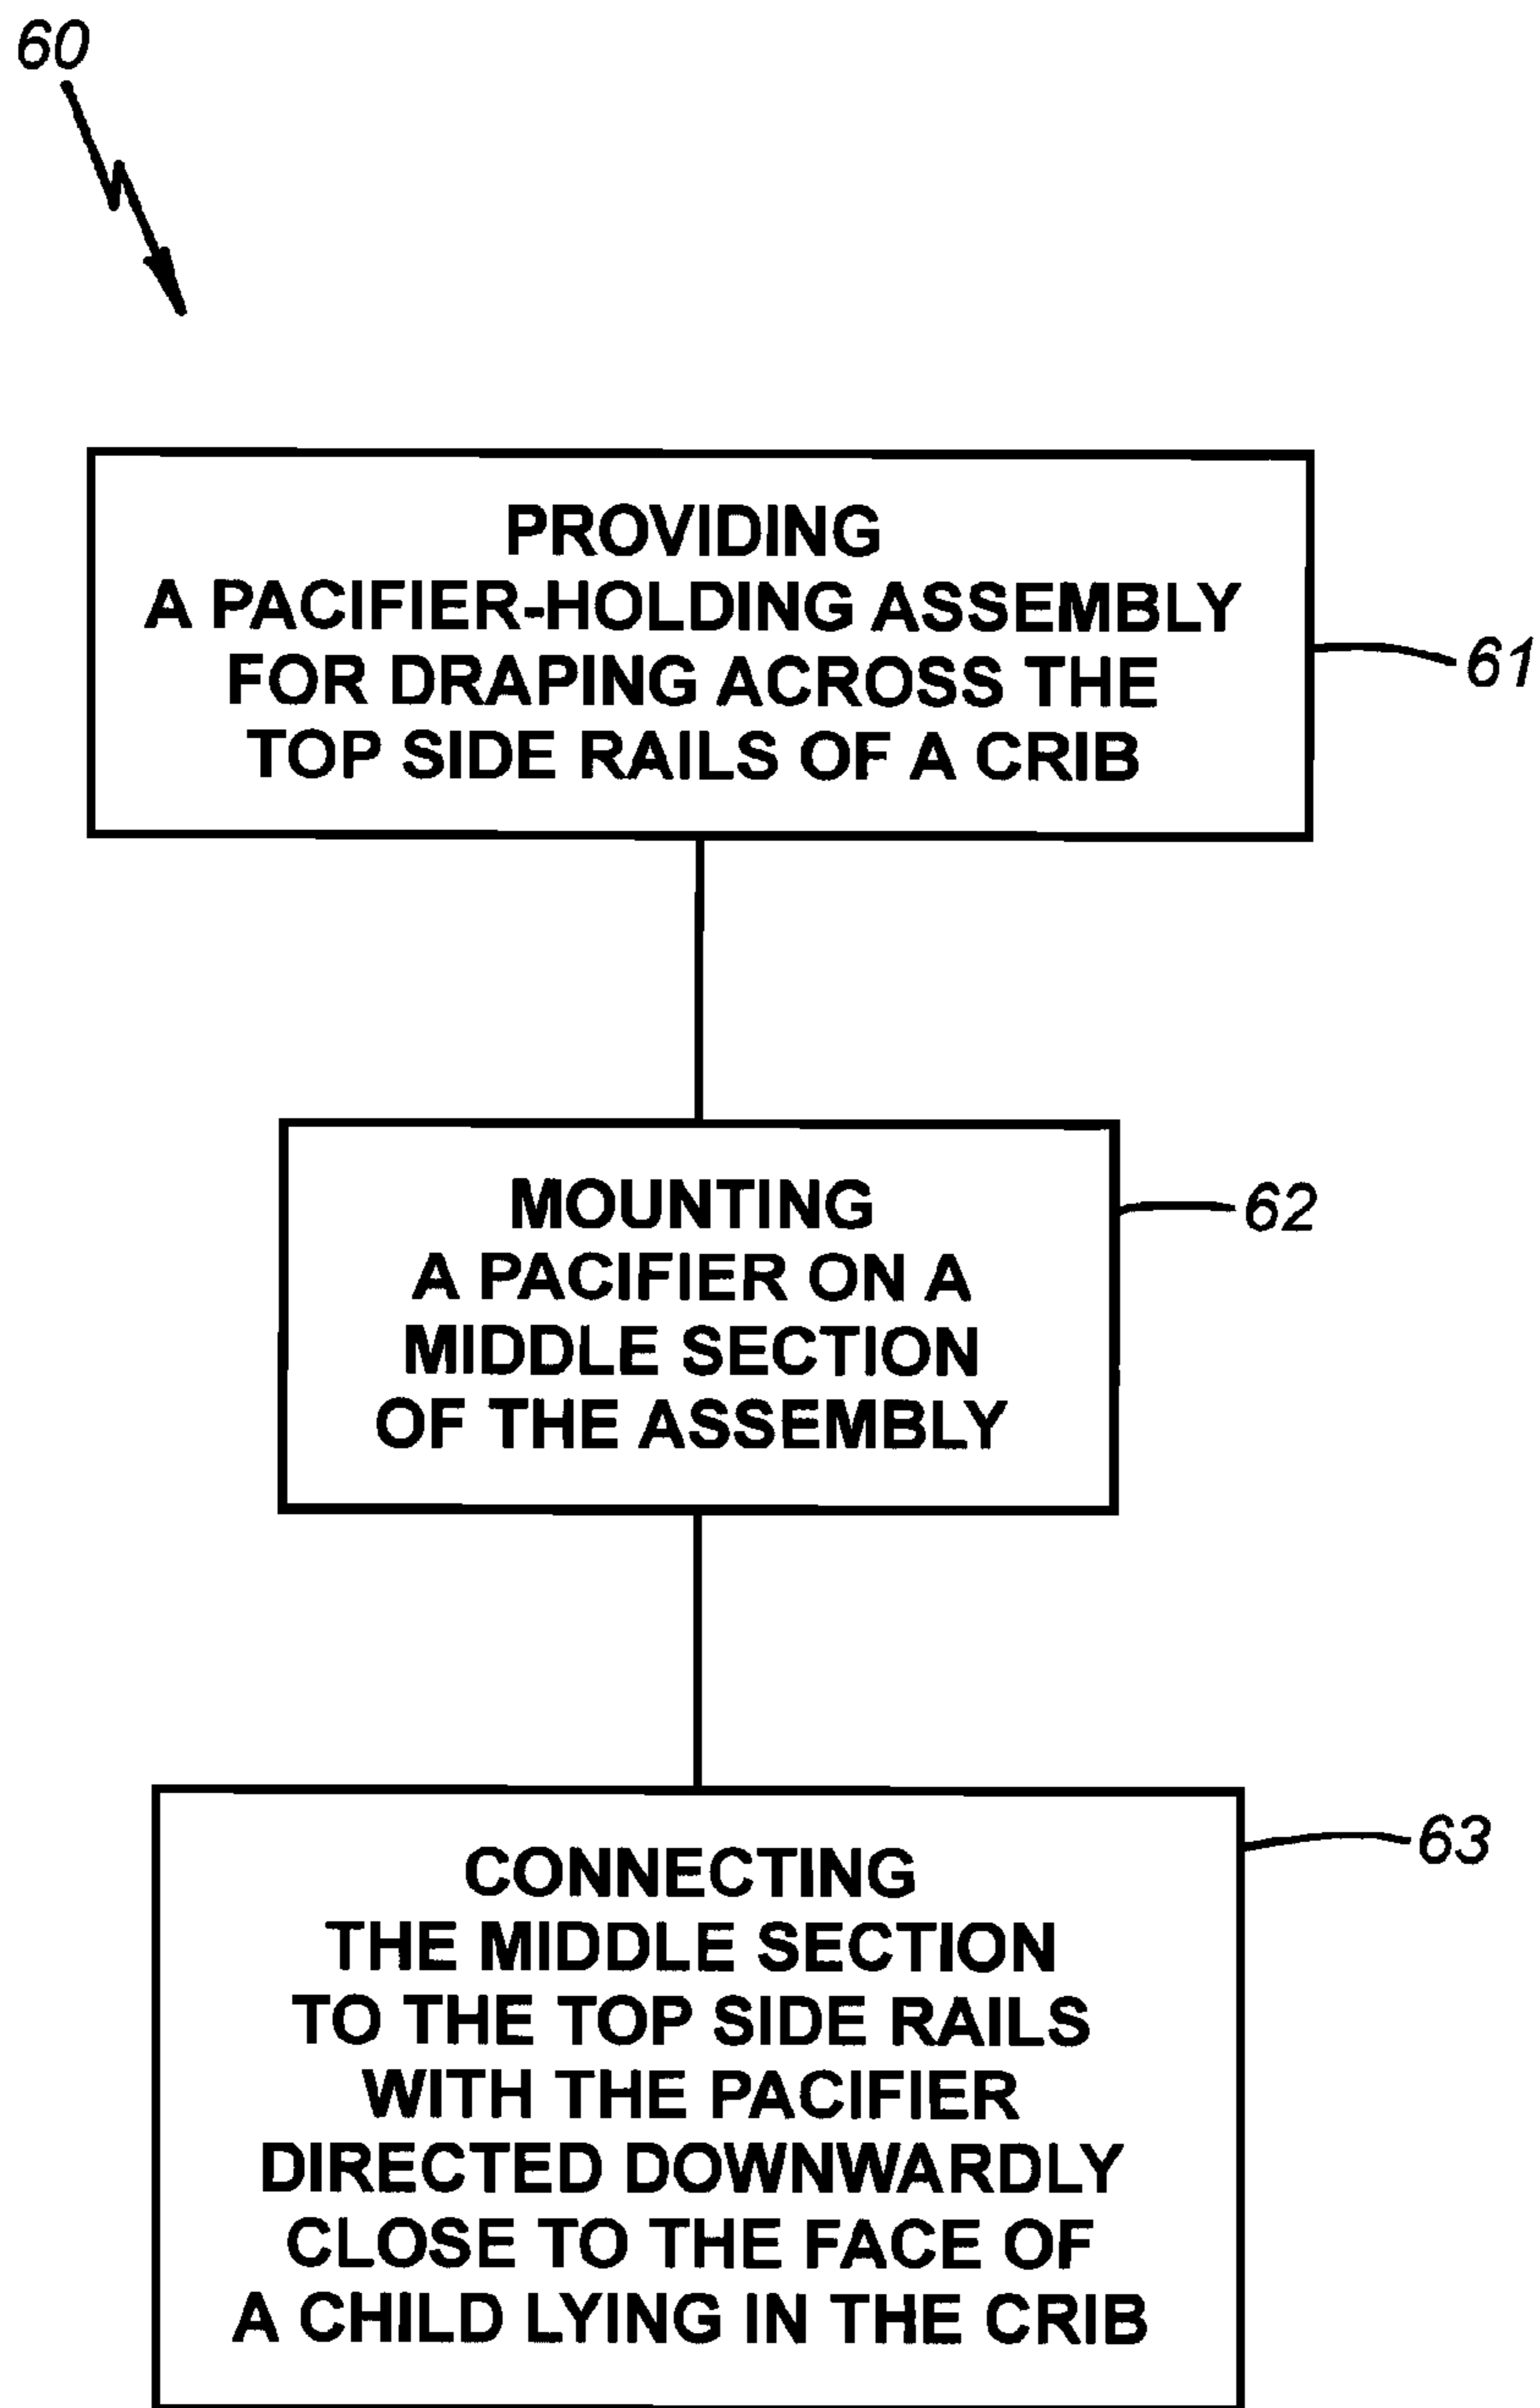 60
PROVIDING
A PACIFIER-HOLDING ASSEMBLY
FOR DRAPING ACROSS THE
TOP SIDE RAILS OF A CRIB
61
MOUNTING
A PACIFIER ON A
MIDDLE SECTION
OF THE ASSEMBLY
62
CONNECTING
THE MIDDLE SECTION
TO THE TOP SIDE RAILS
WITH THE PACIFIER
DIRECTED DOWNWARDLY
CLOSE TO THE FACE OF
A CHILD LYING IN THE CRIB
63